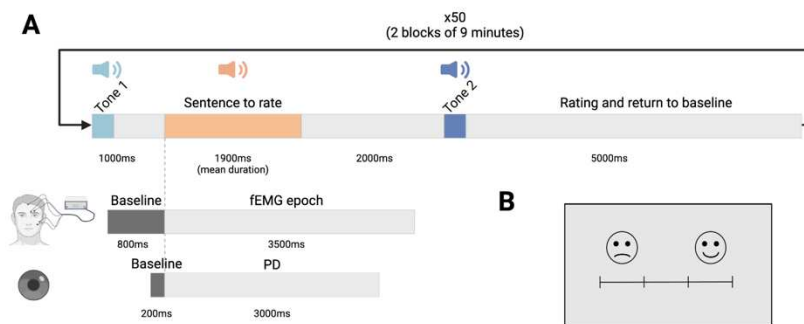 A
x50
(2 blocks of 9 minutes)
Tone 1
Sentence to rate
Tone 2
Rating and return to baseline
1000ms
1900ms
(mean duration)
2000ms
5000ms
Baseline
fEMG epoch
800ms
3500ms
Baseline
PD
200ms
3000ms
B